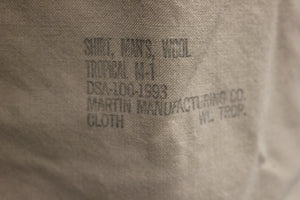 SHIRT, MAN'S, WOOL
TROPICAL M-1
DSA-100-1993
MARTIN MANUFACTURING CO.
CLOTH WL. TROP.